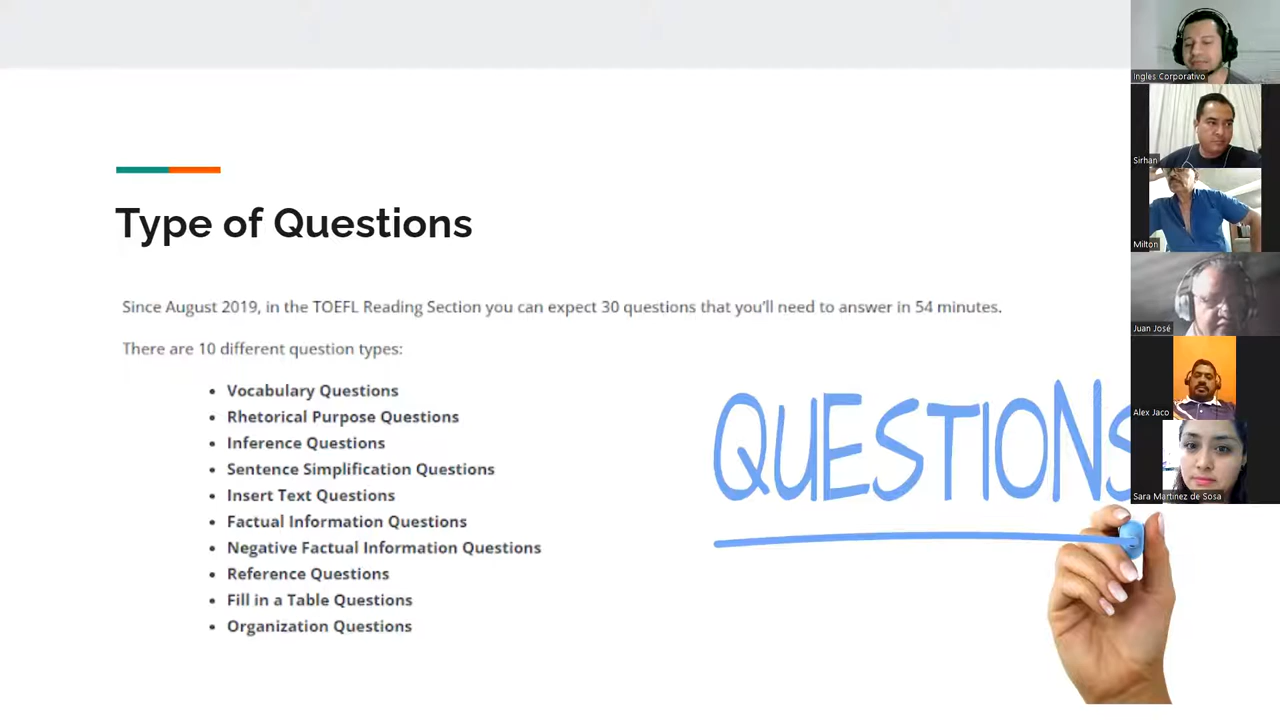 Type of Questions
Since August 2019, in the TOEFL Reading Section you can expect 30 questions that you'll need to answer in 54 minutes.
There are 10 different question types:
• Vocabulary Questions
• Rhetorical Purpose Questions
• Inference Questions
• Sentence Simplification Questions
• Insert Text Questions
• Factual Information Questions
• Negative Factual Information Questions
• Reference Questions
• Fill in a Table Questions
• Organization Questions
QUESTIONS
Ingles Corporativo
Sirhan
Milton
Juan José
Alex Jaco
Sara Martinez de Sosa